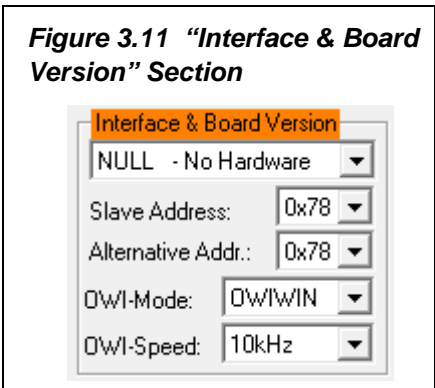 Figure 3.11 “Interface & Board
Version” Section
Interface & Board Version
NULL - No Hardware
Slave Address: 0x78
Alternative Addr.: 0x78
OWI-Mode: OWIWIN
OWI-Speed: 10kHz